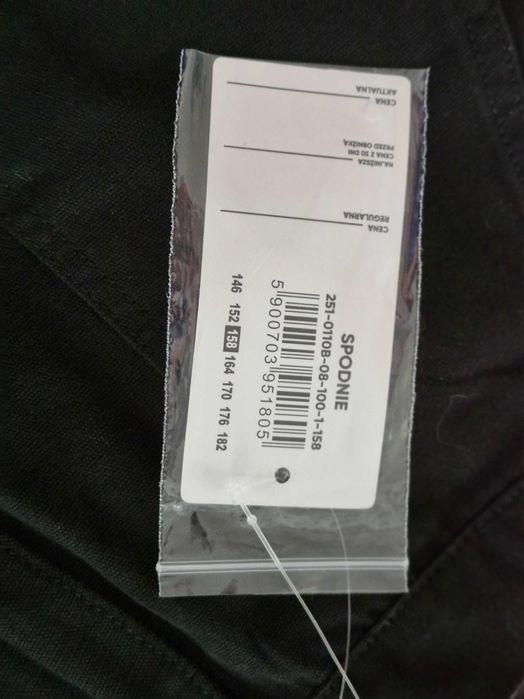 SPODNIE
251-0110B-08-100-1-158
5 900703 951805
146 152 158 164 170 176 182
CENA
REGULARNA
NAJNIŻSZA
CENA Z 30 DNI
PRZED OBNIŻKĄ
CENA
AKTUALNA